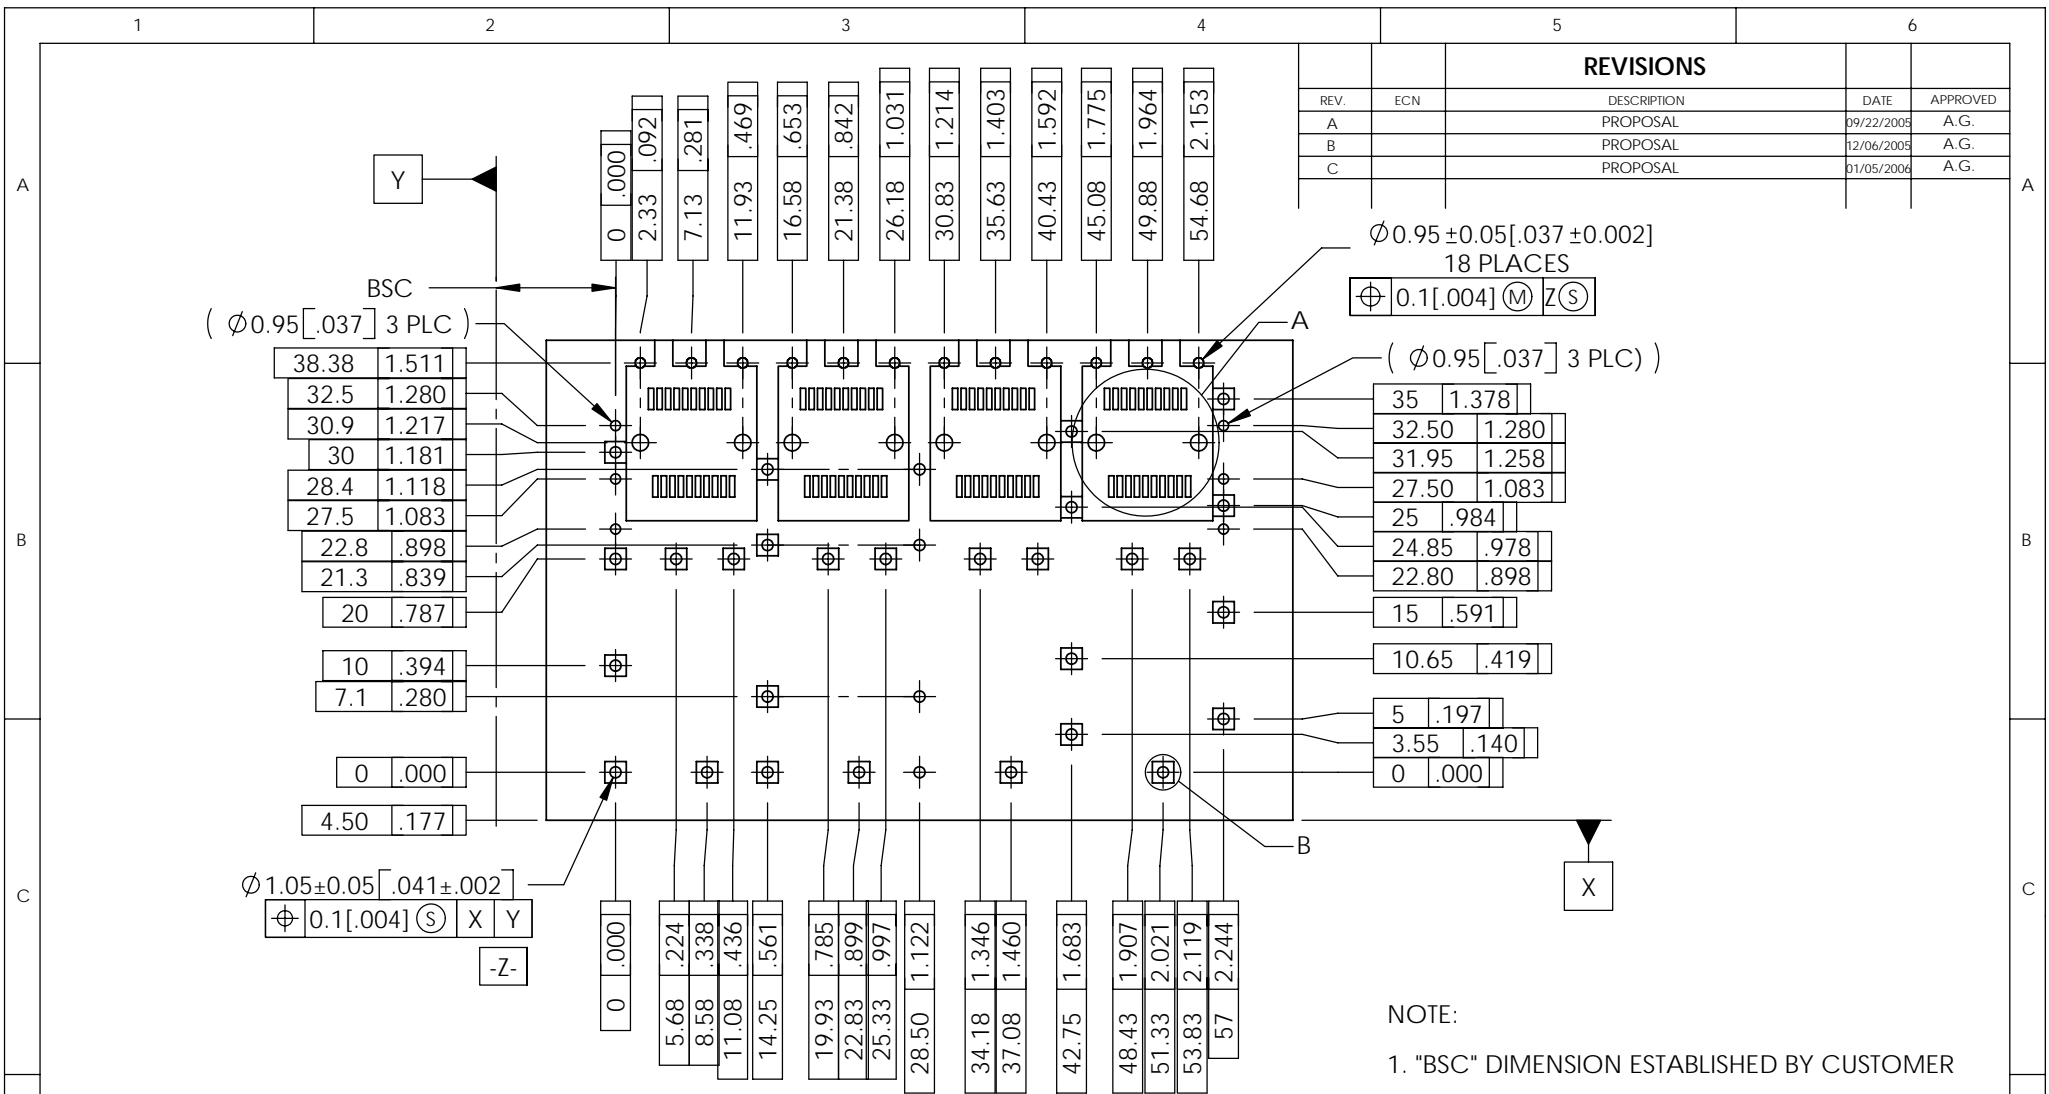 1 2 3 4 5 6
A
B
C
A
B
C
REVISIONS
REV. ECN DESCRIPTION DATE APPROVED
A PROPOSAL 09/22/2005 A.G.
B PROPOSAL 12/06/2005 A.G.
C PROPOSAL 01/05/2006 A.G.
Y
BSC
0 .000
2.33 .092
7.13 .281
11.93 .469
16.58 .653
21.38 .842
26.18 1.031
30.83 1.214
35.63 1.403
40.43 1.592
45.08 1.775
49.88 1.964
54.68 2.153
Ø0.95±0.05[.037±0.002]
18 PLACES
⌖ 0.1[.004] Ⓜ Z Ⓢ
A
( Ø0.95[.037] 3 PLC )
( Ø0.95[.037] 3 PLC) )
38.38 1.511
32.5 1.280
30.9 1.217
30 1.181
28.4 1.118
27.5 1.083
22.8 .898
21.3 .839
20 .787
10 .394
7.1 .280
0 .000
4.50 .177
35 1.378
32.50 1.280
31.95 1.258
27.50 1.083
25 .984
24.85 .978
22.80 .898
15 .591
10.65 .419
5 .197
3.55 .140
0 .000
B
X
Ø1.05±0.05[.041±.002]
⌖ 0.1[.004] Ⓢ X Y
-Z-
0 .000
5.68 .224
8.58 .338
11.08 .436
14.25 .561
19.93 .785
22.83 .899
25.33 .997
28.50 1.122
34.18 1.346
37.08 1.460
42.75 1.683
48.43 1.907
51.33 2.021
53.83 2.119
57 2.244
NOTE:
1. "BSC" DIMENSION ESTABLISHED BY CUSTOMER